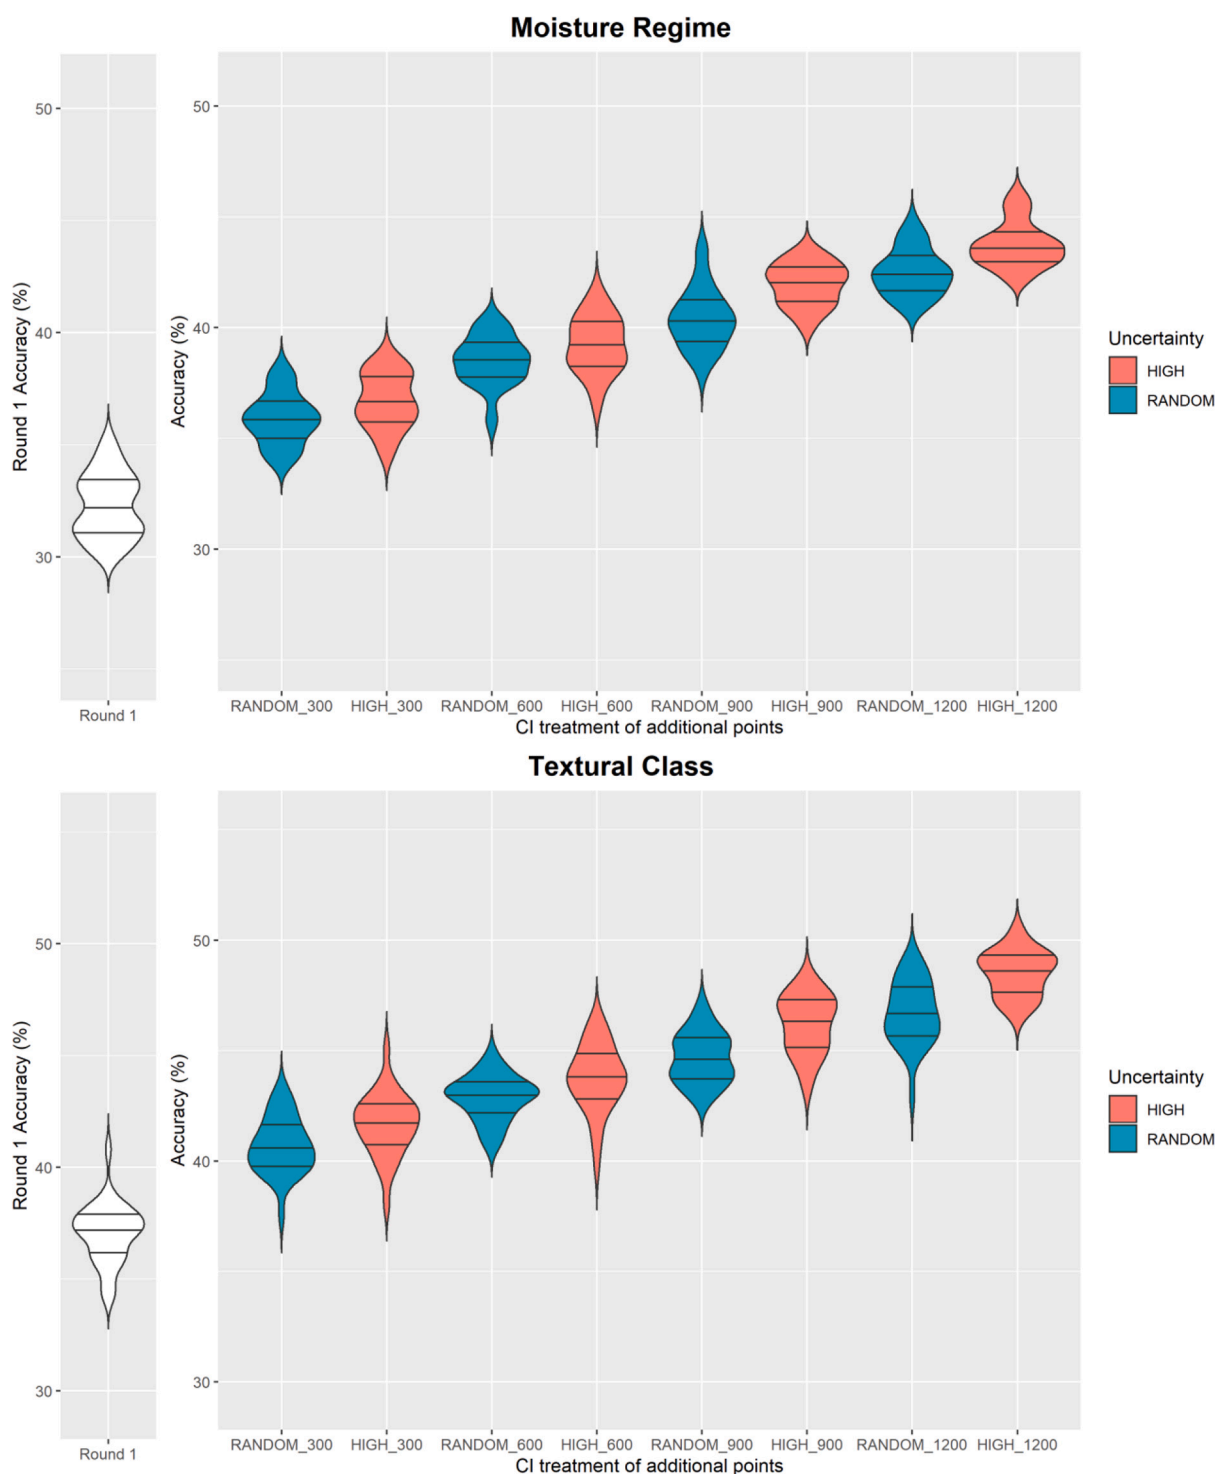 Moisture Regime
Round 1 Accuracy (%)
50
40
30
Round 1
Accuracy (%)
50
40
30
RANDOM_300 HIGH_300 RANDOM_600 HIGH_600 RANDOM_900 HIGH_900 RANDOM_1200 HIGH_1200
CI treatment of additional points
Uncertainty
HIGH
RANDOM
Textural Class
Round 1 Accuracy (%)
50
40
30
Round 1
Accuracy (%)
50
40
30
RANDOM_300 HIGH_300 RANDOM_600 HIGH_600 RANDOM_900 HIGH_900 RANDOM_1200 HIGH_1200
CI treatment of additional points
Uncertainty
HIGH
RANDOM